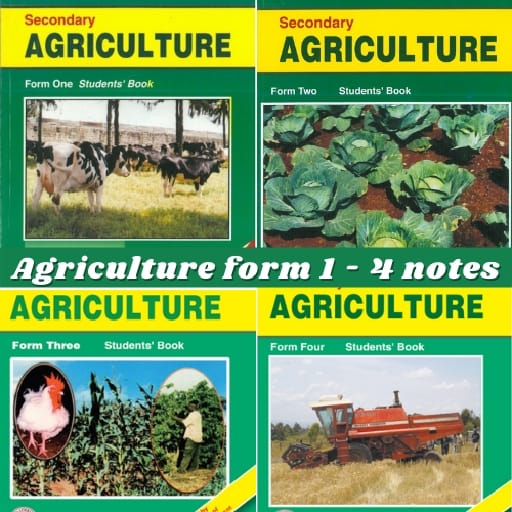 Secondary
AGRICULTURE
Form One Students' Book
Secondary
AGRICULTURE
Form Two Students' Book
Agriculture form 1 - 4 notes
AGRICULTURE
Form Three Students' Book
AGRICULTURE
Form Four Students' Book